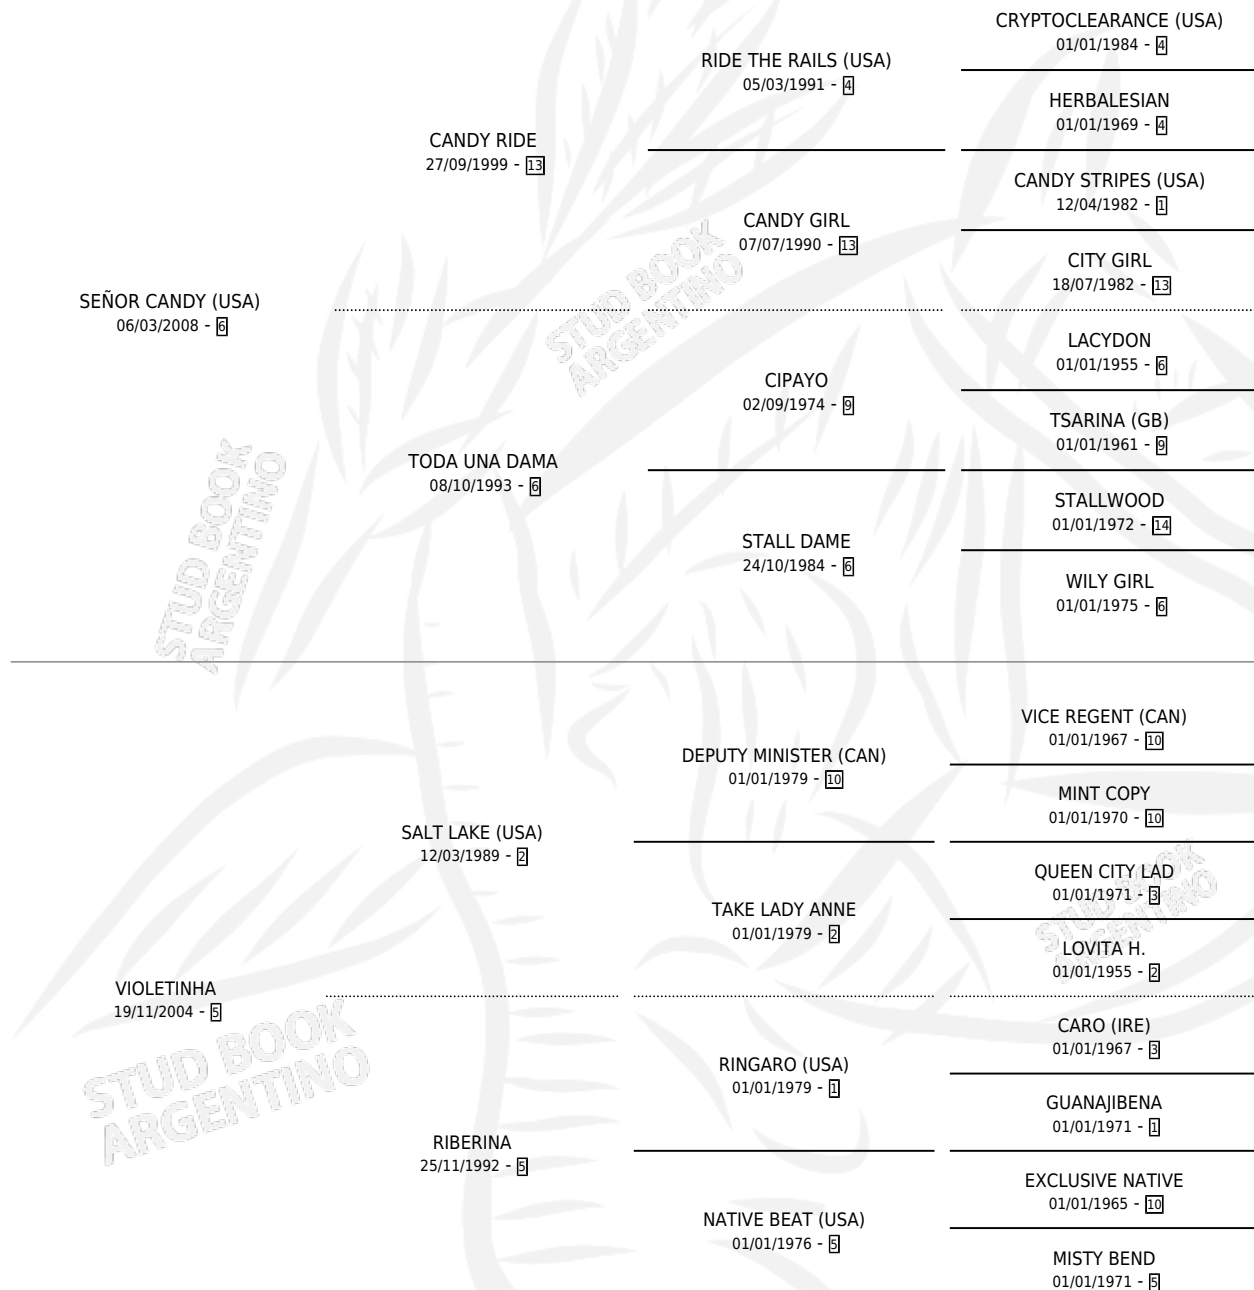 CRYPTOCLEARANCE (USA)
01/01/1984 - 4
RIDE THE RAILS (USA)
05/03/1991 - 4
HERBALESIAN
01/01/1969 - 4
CANDY RIDE
27/09/1999 - 13
CANDY STRIPES (USA)
12/04/1982 - 1
CANDY GIRL
07/07/1990 - 13
CITY GIRL
18/07/1982 - 13
SEÑOR CANDY (USA)
06/03/2008 - 6
LACYDON
01/01/1955 - 6
CIPAYO
02/09/1974 - 9
TSARINA (GB)
01/01/1961 - 9
TODA UNA DAMA
08/10/1993 - 6
STALLWOOD
01/01/1972 - 14
STALL DAME
24/10/1984 - 6
WILY GIRL
01/01/1975 - 6
STUD BOOK
ARGENTINO
STUD BOOK
ARGENTINO
VICE REGENT (CAN)
01/01/1967 - 10
DEPUTY MINISTER (CAN)
01/01/1979 - 10
MINT COPY
01/01/1970 - 10
SALT LAKE (USA)
12/03/1989 - 2
QUEEN CITY LAD
01/01/1971 - 3
TAKE LADY ANNE
01/01/1979 - 2
LOVITA H.
01/01/1955 - 2
STUD BOOK
ARGENTINO
VIOLETINHA
19/11/2004 - 5
CARO (IRE)
01/01/1967 - 3
RINGARO (USA)
01/01/1979 - 1
GUANAJIBENA
01/01/1971 - 1
RIBERINA
25/11/1992 - 5
EXCLUSIVE NATIVE
01/01/1965 - 10
NATIVE BEAT (USA)
01/01/1976 - 5
MISTY BEND
01/01/1971 - 5
STUD BOOK
ARGENTINO